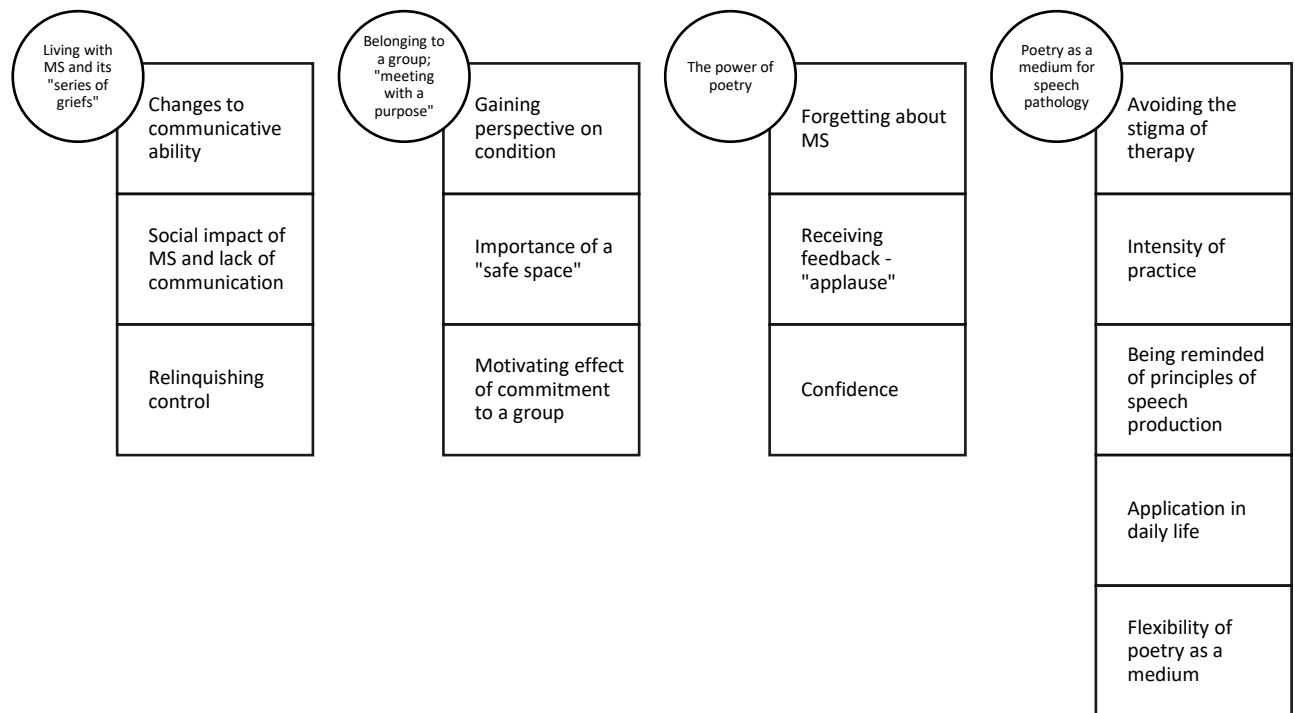 Living with
MS and its
"series of
griefs"
Changes to
communicative
ability
Social impact of
MS and lack of
communication
Relinquishing
control
Belonging to
a group;
"meeting
with a
purpose"
Gaining
perspective on
condition
Importance of a
"safe space"
Motivating effect
of commitment
to a group
The power of
poetry
Forgetting about
MS
Receiving
feedback -
"applause"
Confidence
Poetry as a
medium for
speech
pathology
Avoiding the
stigma of
therapy
Intensity of
practice
Being reminded
of principles of
speech
production
Application in
daily life
Flexibility of
poetry as a
medium